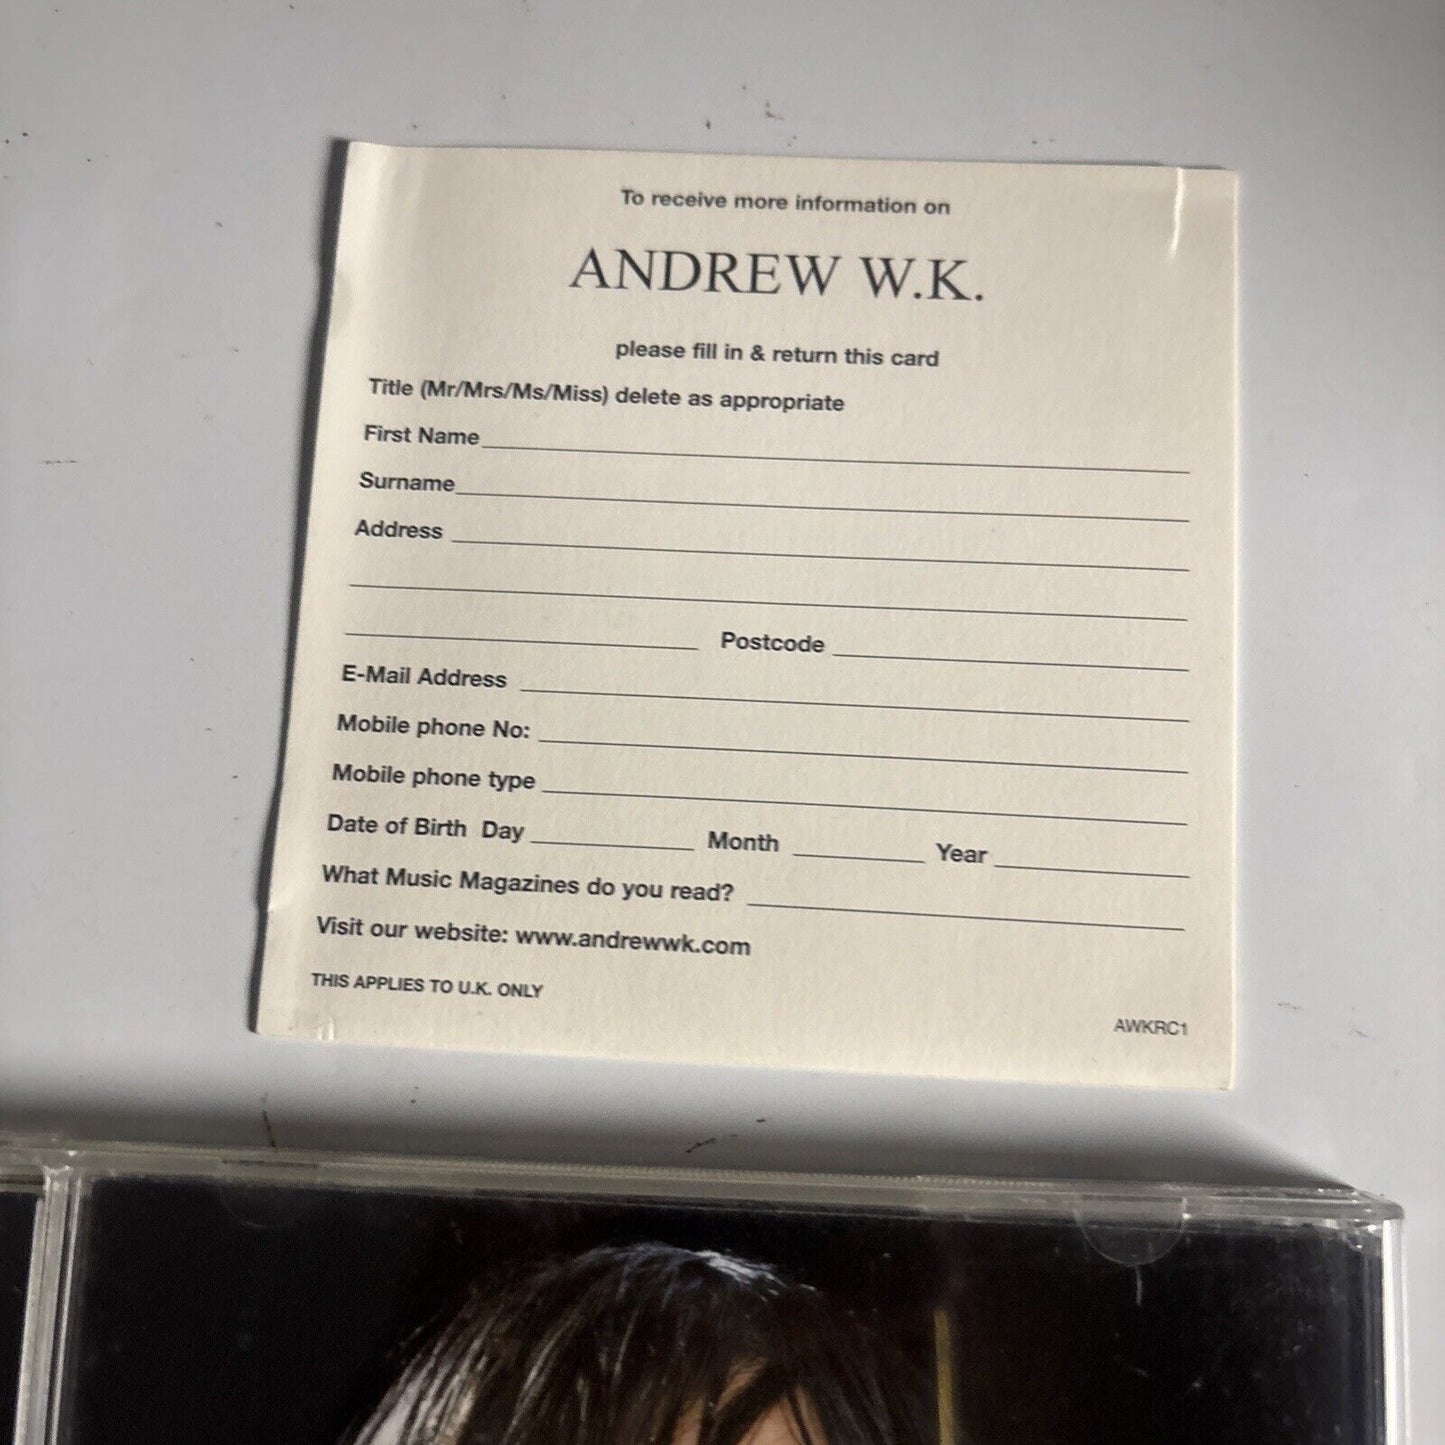 To receive more information on
ANDREW W.K.
please fill in & return this card
Title (Mr/Mrs/Ms/Miss) delete as appropriate
First Name
Surname
Address
Postcode
E-Mail Address
Mobile phone No:
Mobile phone type
Date of Birth Day Month Year
What Music Magazines do you read?
Visit our website: www.andrewwk.com
THIS APPLIES TO U.K. ONLY
AWKRC1